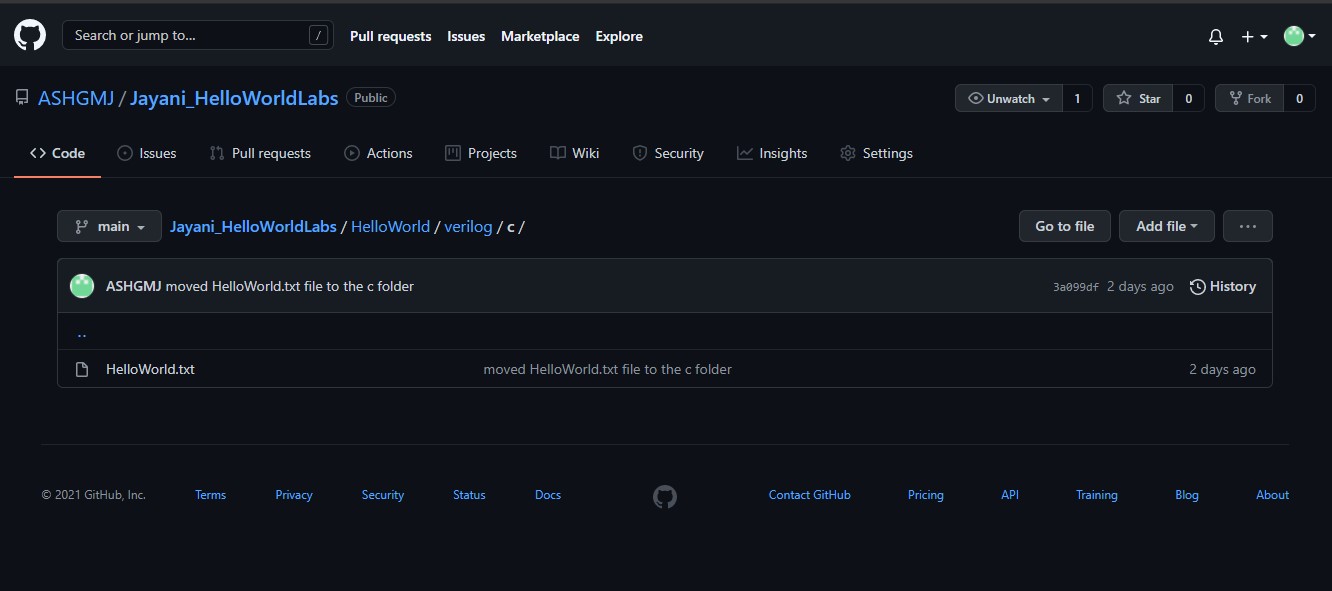 Search or jump to... /
Pull requests Issues Marketplace Explore
ASHGMJ / Jayani_HelloWorldLabs Public
Unwatch 1 Star 0 Fork 0
Code Issues Pull requests Actions Projects Wiki Security Insights Settings
main Jayani_HelloWorldLabs / HelloWorld / verilog / c / Go to file Add file ...
ASHGMJ moved HelloWorld.txt file to the c folder 3a099df 2 days ago History
..
HelloWorld.txt moved HelloWorld.txt file to the c folder 2 days ago
© 2021 GitHub, Inc. Terms Privacy Security Status Docs Contact GitHub Pricing API Training Blog About